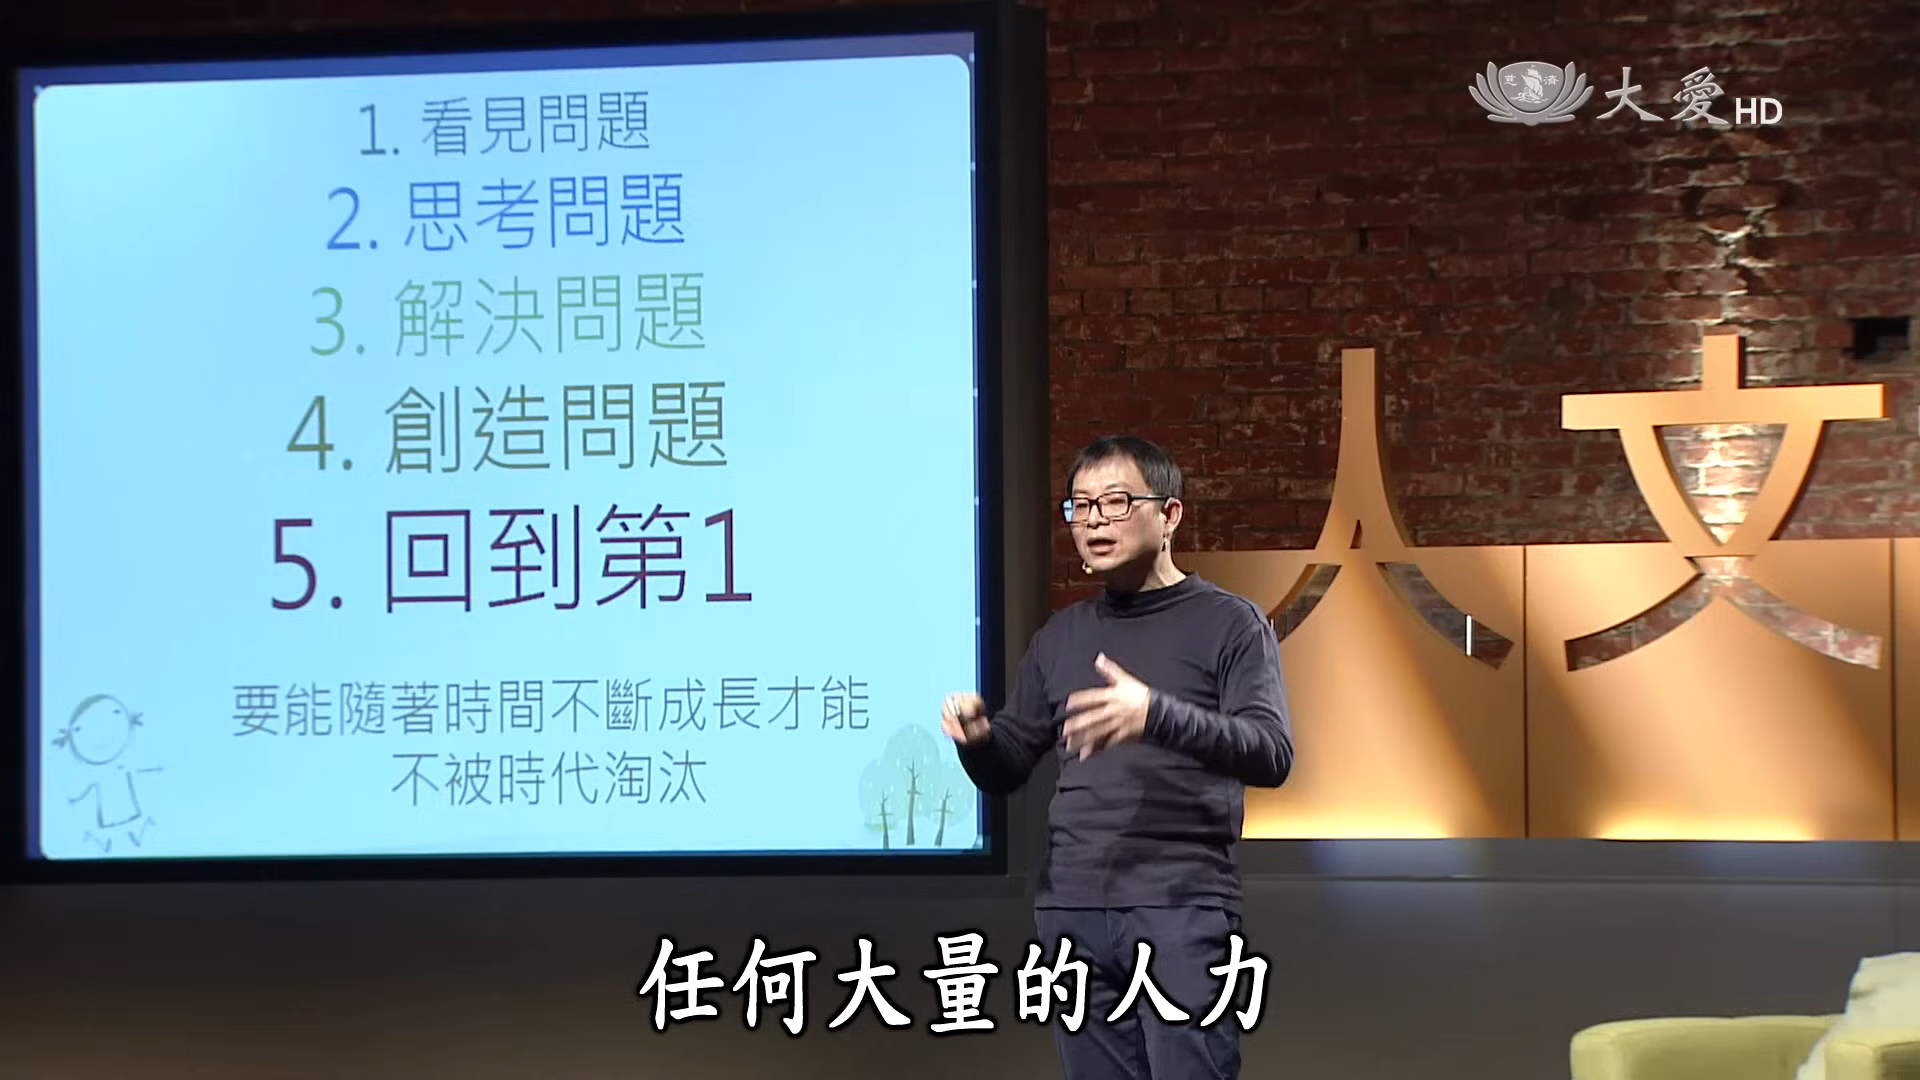 1. 看見問題
2. 思考問題
3. 解決問題
4. 創造問題
5. 回到第1
要能隨著時間不斷成長才能
不被時代淘汰
慈濟
大愛HD
人文
任何大量的人力